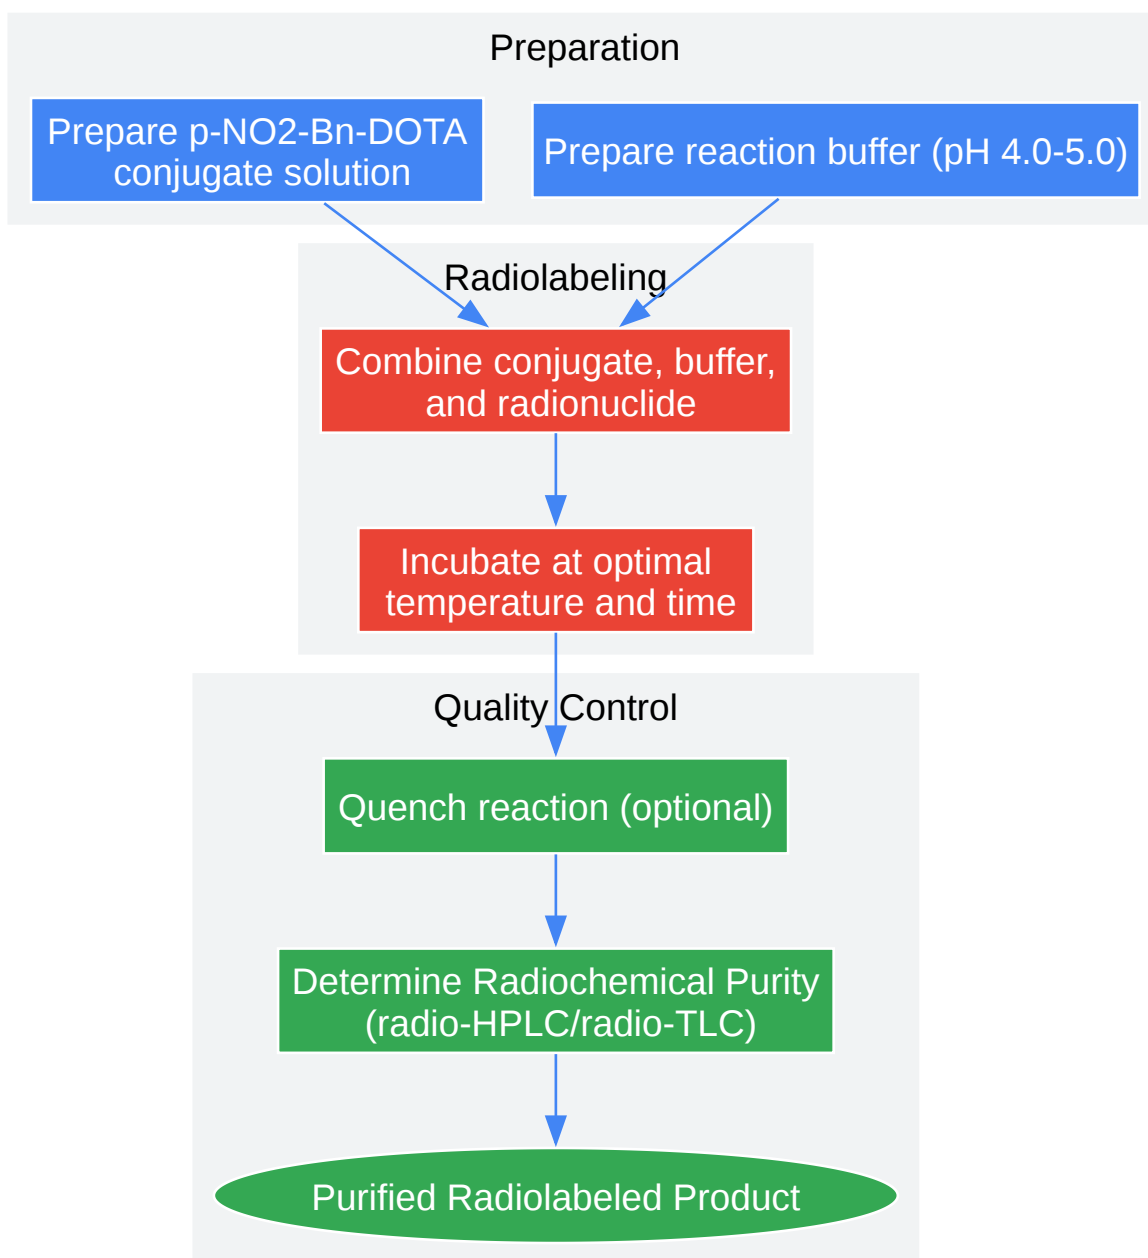 Preparation
Prepare p-NO2-Bn-DOTA
conjugate solution
Prepare reaction buffer (pH 4.0-5.0)
Radiolabeling
Combine conjugate, buffer,
and radionuclide
Incubate at optimal
temperature and time
Quality Control
Quench reaction (optional)
Determine Radiochemical Purity
(radio-HPLC/radio-TLC)
Purified Radiolabeled Product